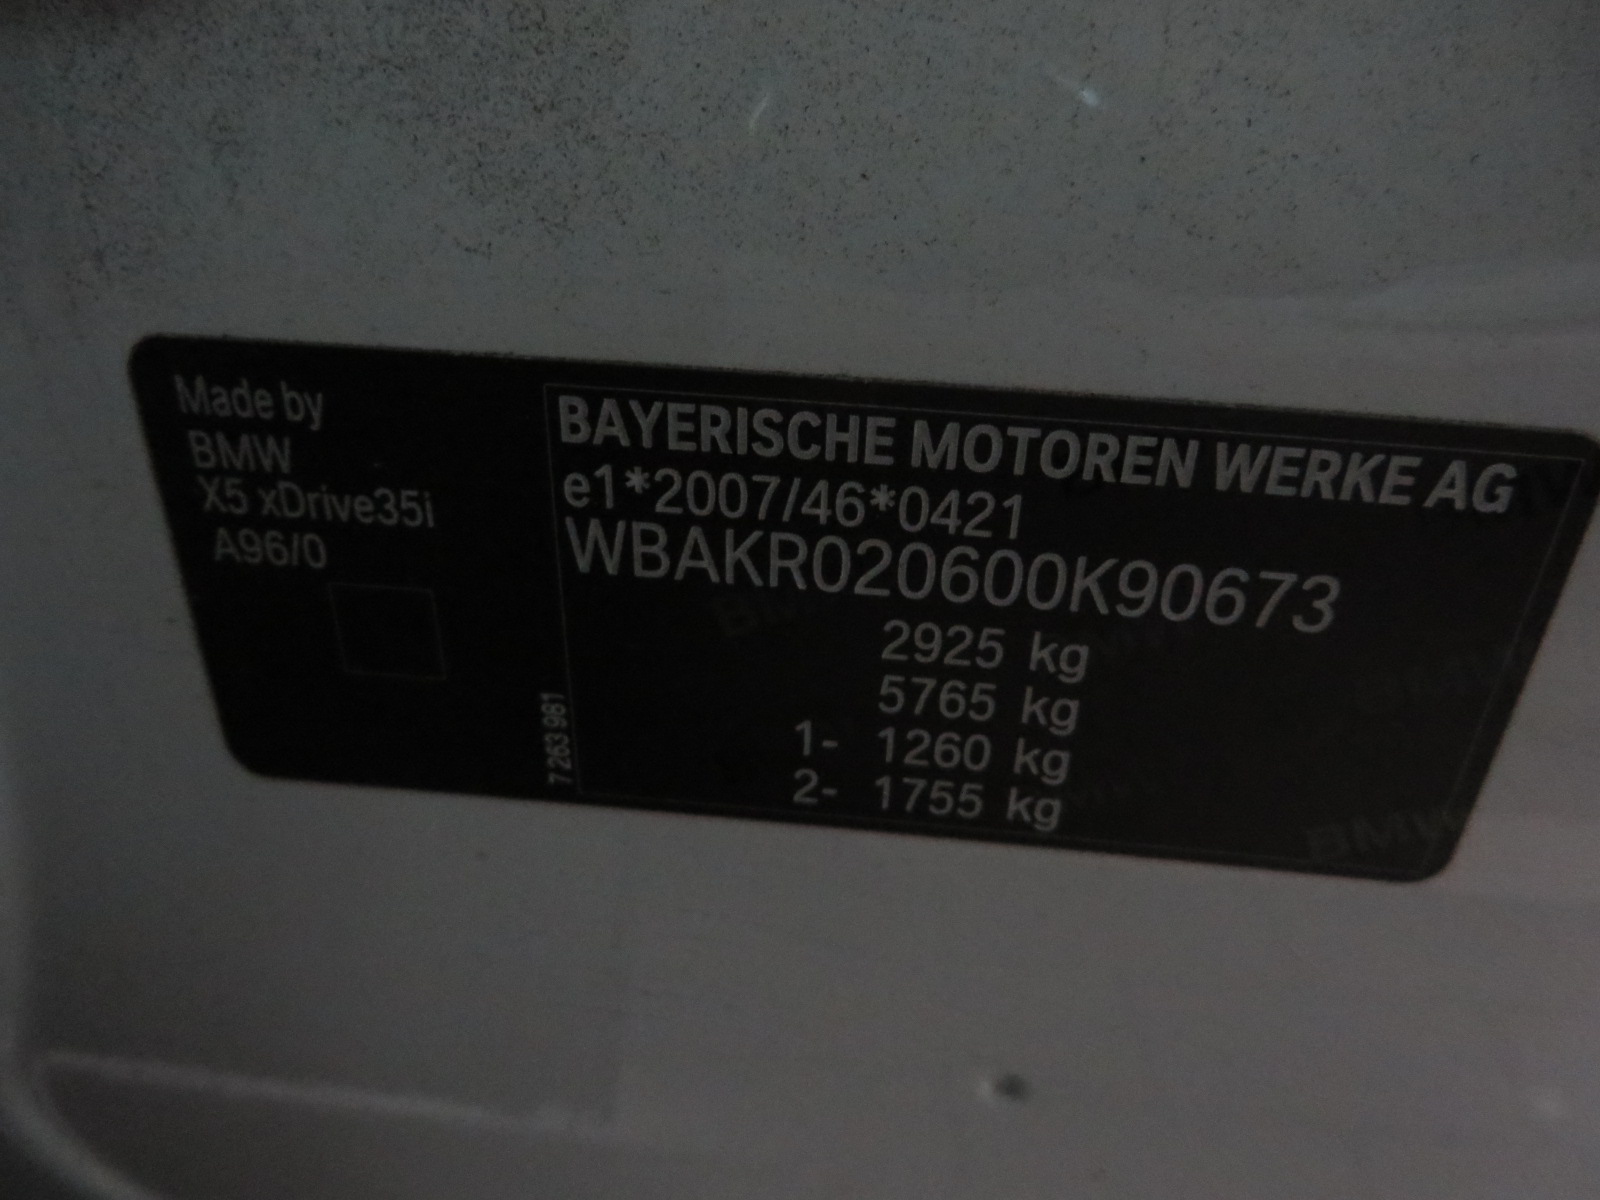 Made by
BMW
X5 xDrive35i
A96/0
7 263 981
BAYERISCHE MOTOREN WERKE AG
e1*2007/46*0421
WBAKR020600K90673
2925 kg
5765 kg
1- 1260 kg
2- 1755 kg